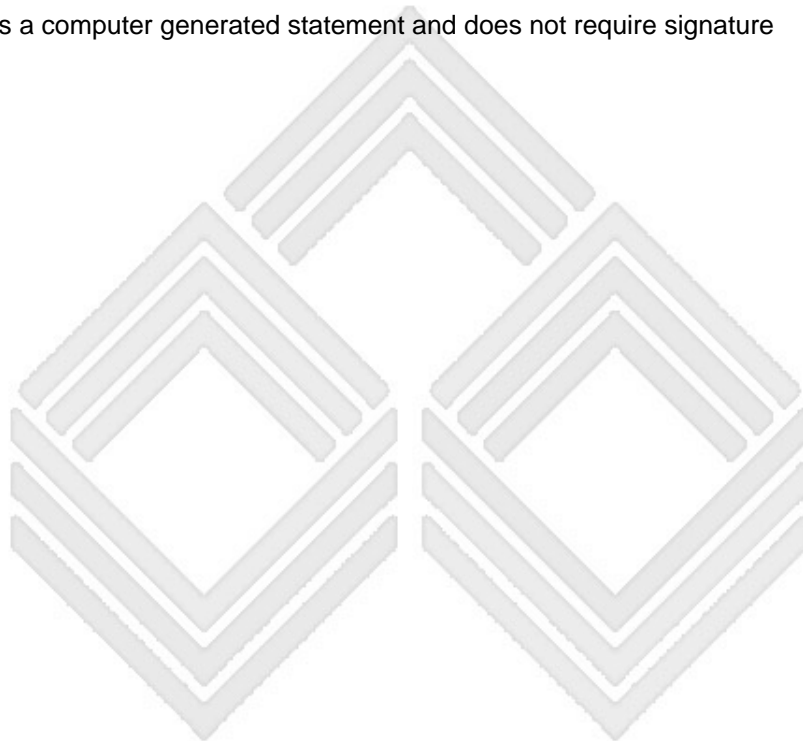 s a computer generated statement and does not require signature